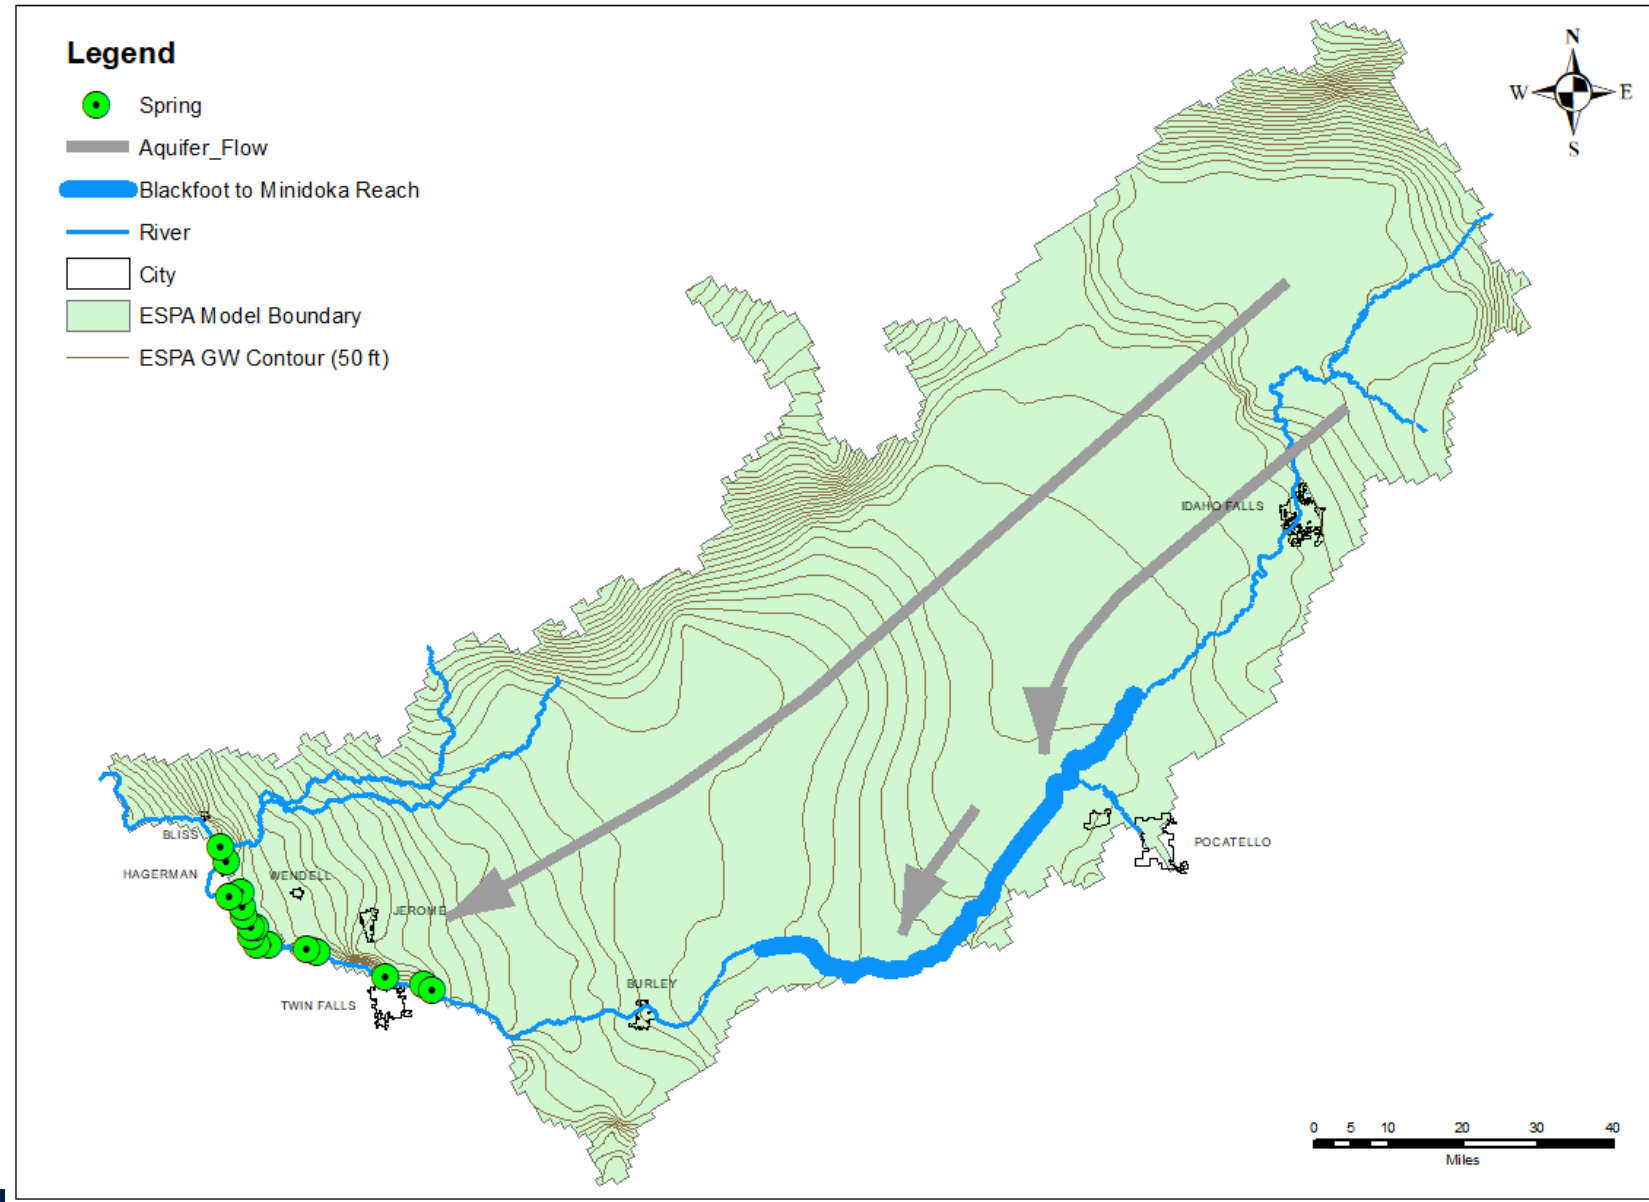 Legend
Spring
Aquifer_Flow
Blackfoot to Minidoka Reach
River
City
ESPA Model Boundary
ESPA GW Contour (50 ft)
N
W E
S
IDAHO FALLS
BLISS
HAGERMAN
WENDELL
JEROME
POCATELLO
BURLEY
TWIN FALLS
0 5 10 20 30 40
Miles